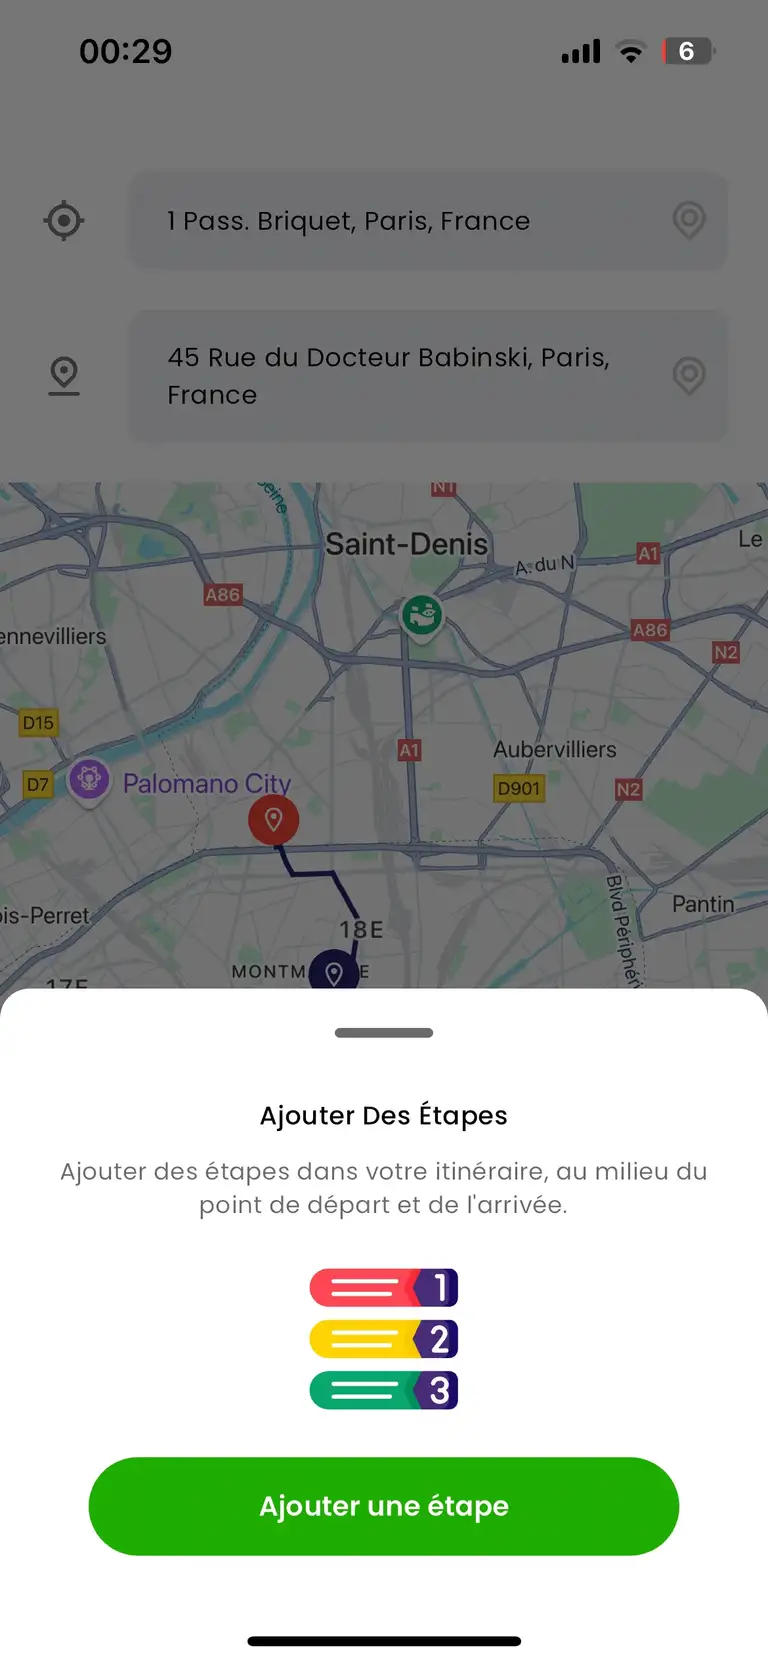 00:29
6
1 Pass. Briquet, Paris, France
45 Rue du Docteur Babinski, Paris,
France
Seine
N1
Saint-Denis
Le
A. du N
A1
A86
ennevilliers
A86
N2
D15
A1
Aubervilliers
D7
Palomano City
D901
N2
Blvd Périphéri
ois-Perret
Pantin
18E
MONTM
E
17E
Ajouter Des Étapes
Ajouter des étapes dans votre itinéraire, au milieu du
point de départ et de l'arrivée.
1
2
3
Ajouter une étape